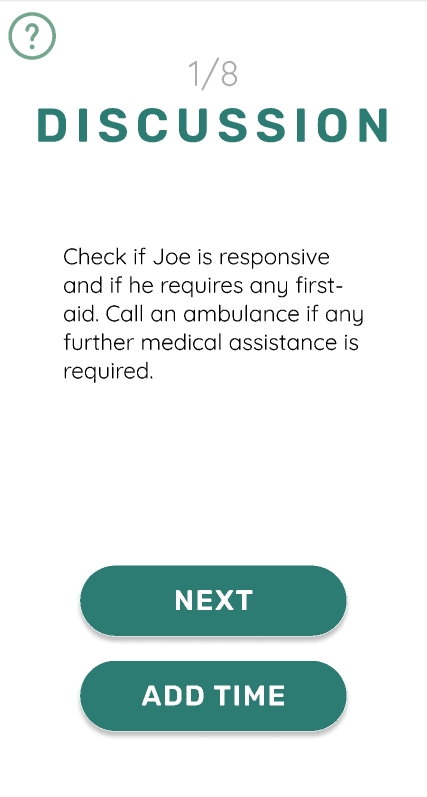 ?
1/8
DISCUSSION
Check if Joe is responsive
and if he requires any first-
aid. Call an ambulance if any
further medical assistance is
required.
NEXT
ADD TIME